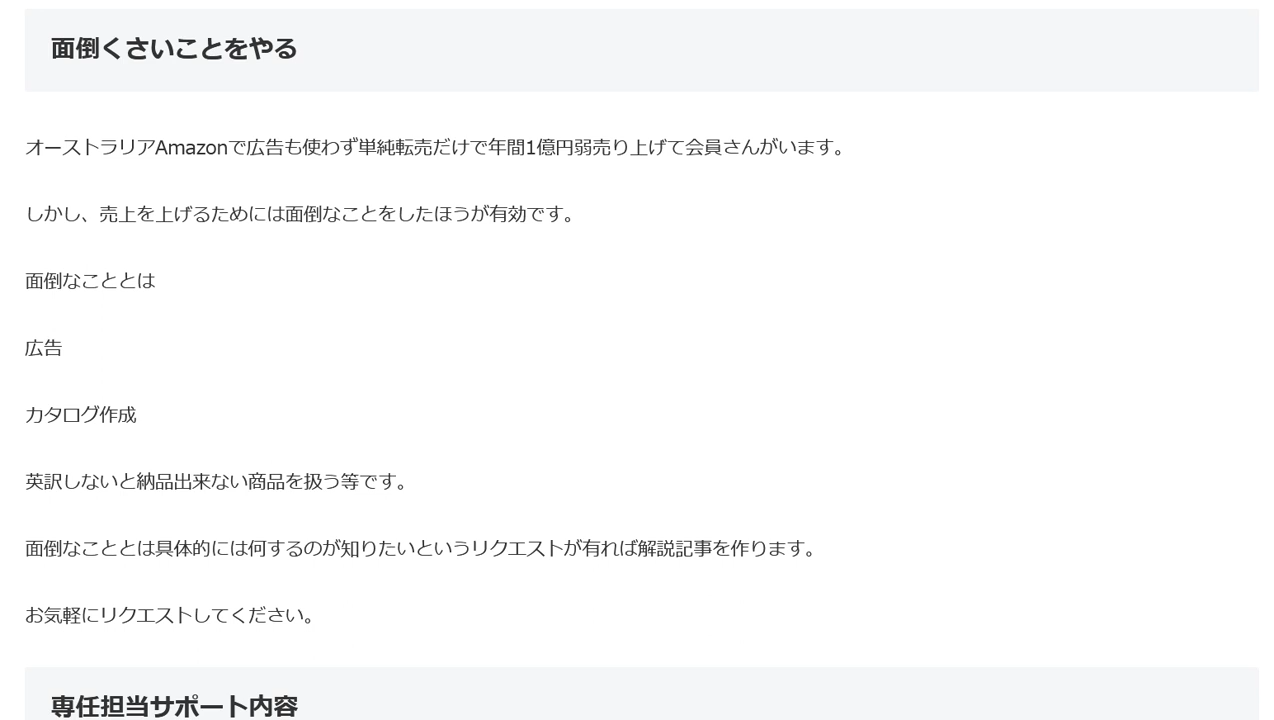 面倒くさいことをやる
オーストラリアAmazonで広告も使わず単純転売だけで年間1億円弱売り上げて会員さんがいます。
しかし、売上を上げるためには面倒なことをしたほうが有効です。
面倒なこととは
広告
カタログ作成
英訳しないと納品出来ない商品を扱う等です。
面倒なこととは具体的には何するのが知りたいというリクエストが有れば解説記事を作ります。
お気軽にリクエストしてください。
専任担当サポート内容